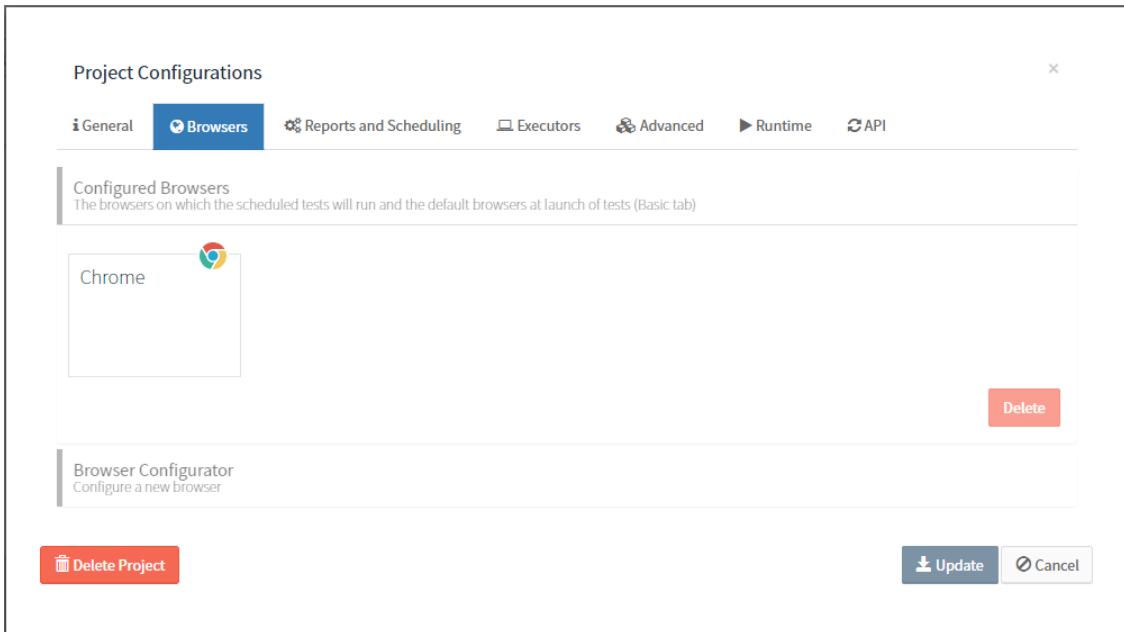 Project Configurations
×
General
Browsers
Reports and Scheduling
Executors
Advanced
Runtime
API
Configured Browsers
The browsers on which the scheduled tests will run and the default browsers at launch of tests (Basic tab)
Chrome
Delete
Browser Configurator
Configure a new browser
Delete Project
Update
Cancel